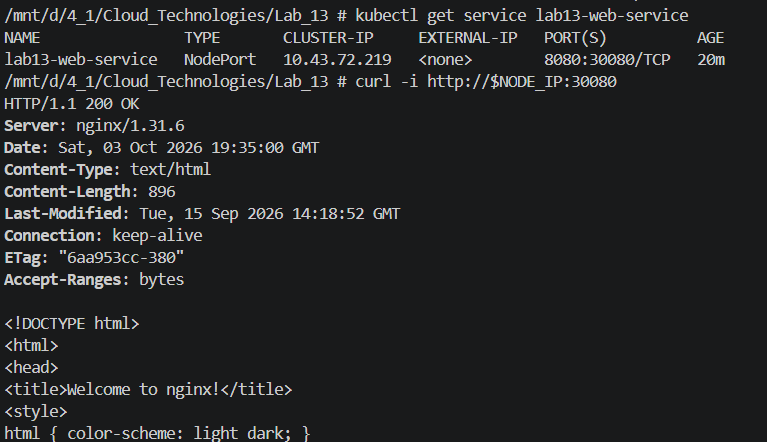 /mnt/d/4_1/Cloud_Technologies/Lab_13 # kubectl get service lab13-web-service
NAME                TYPE       CLUSTER-IP     EXTERNAL-IP   PORT(S)          AGE
lab13-web-service   NodePort   10.43.72.219   <none>        8080:30080/TCP   20m
/mnt/d/4_1/Cloud_Technologies/Lab_13 # curl -i http://$NODE_IP:30080
HTTP/1.1 200 OK
Server: nginx/1.31.6
Date: Sat, 03 Oct 2026 19:35:00 GMT
Content-Type: text/html
Content-Length: 896
Last-Modified: Tue, 15 Sep 2026 14:18:52 GMT
Connection: keep-alive
ETag: "6aa953cc-380"
Accept-Ranges: bytes

<!DOCTYPE html>
<html>
<head>
<title>Welcome to nginx!</title>
<style>
html { color-scheme: light dark; }